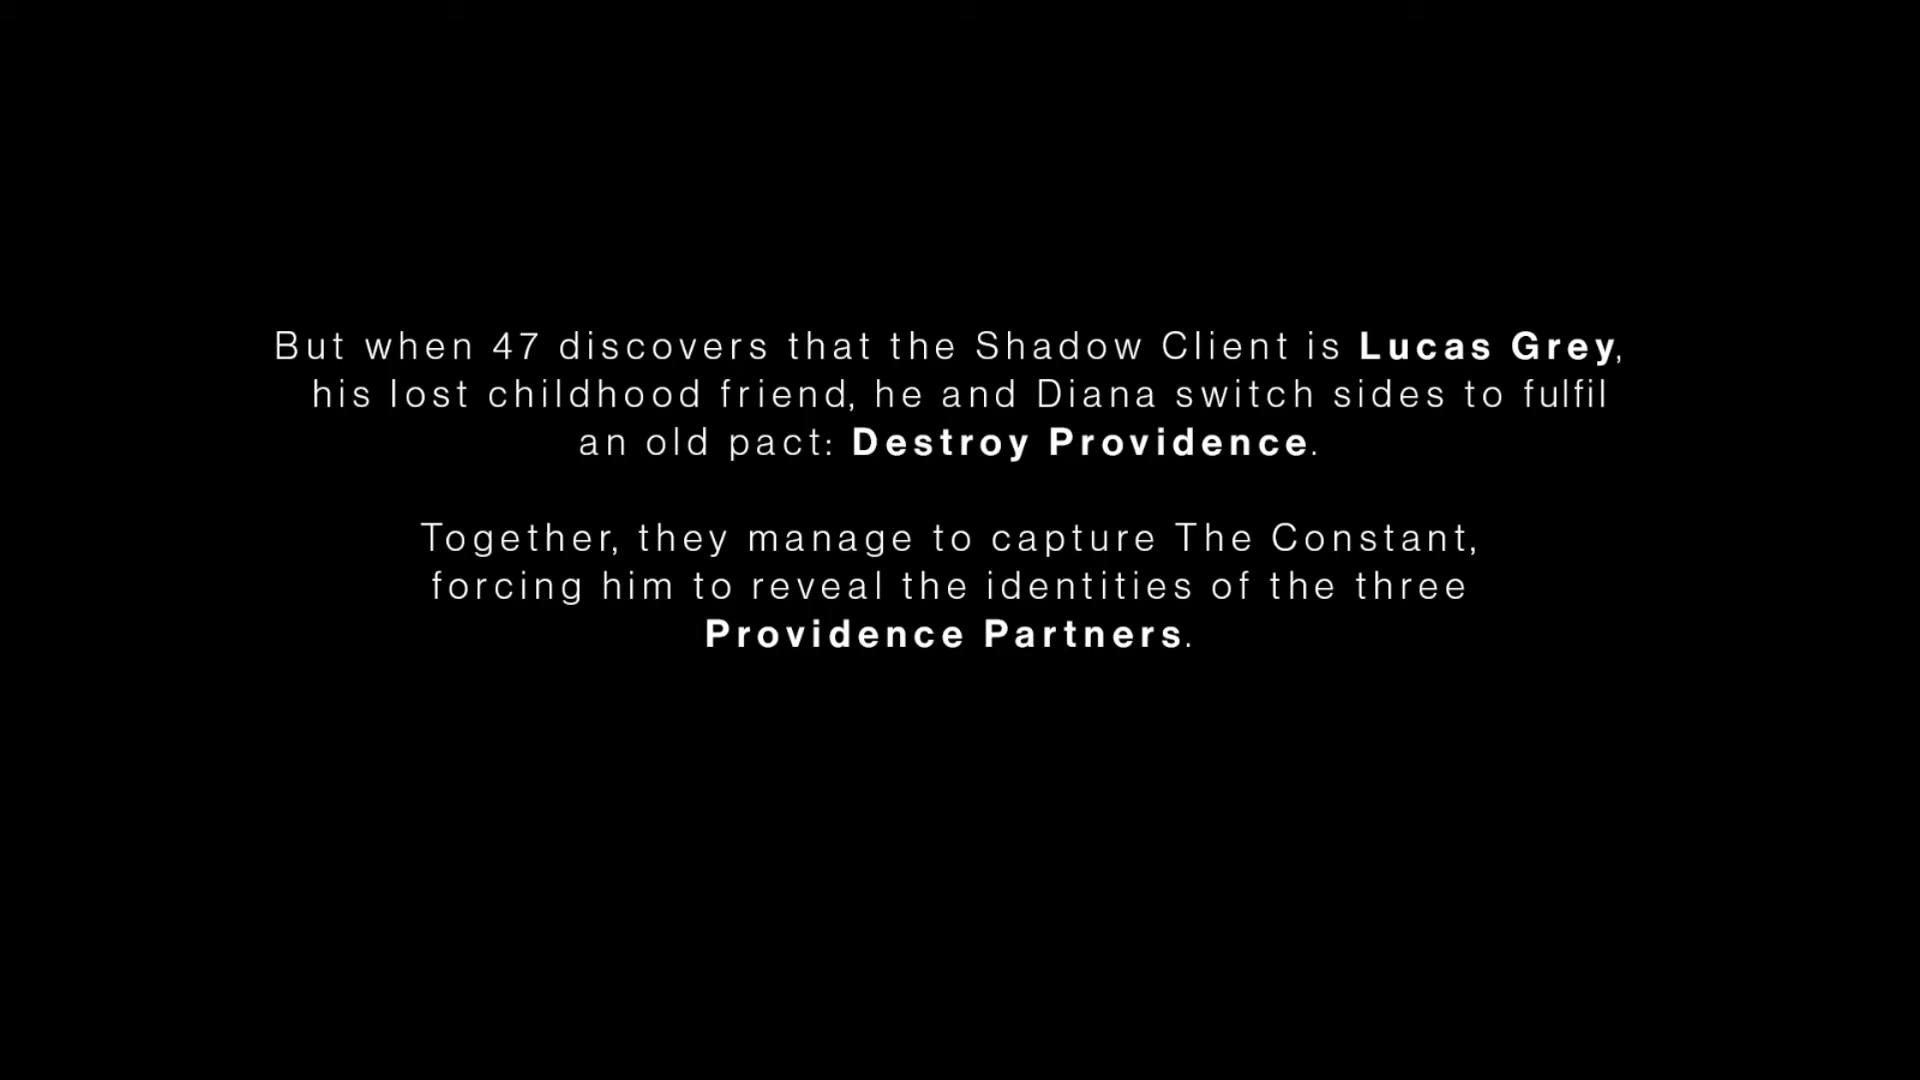 But when 47 discovers that the Shadow Client is Lucas Grey,
his lost childhood friend, he and Diana switch sides to fulfil
an old pact: Destroy Providence.
Together, they manage to capture The Constant,
forcing him to reveal the identities of the three
Providence Partners.